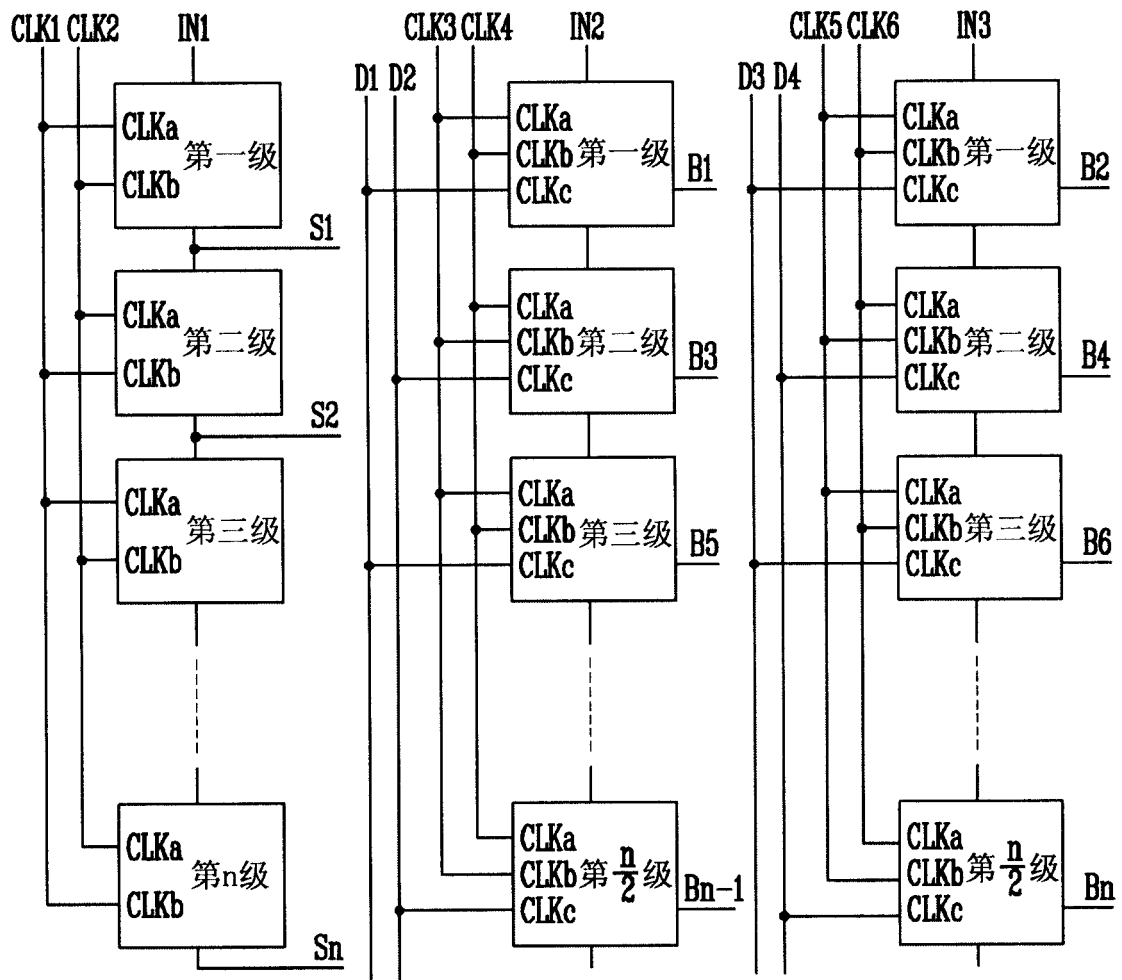 CLK1 CLK2 IN1
CLKa
第一级
CLKb
S1
CLKa
第二级
CLKb
S2
CLKa
第三级
CLKb
CLKa
第n级
CLKb
Sn
CLK3 CLK4 IN2
D1 D2
CLKa
CLKb 第一级
CLKc
B1
CLKa
CLKb 第二级
CLKc
B3
CLKa
CLKb 第三级
CLKc
B5
CLKa
CLKb 第 n/2 级
CLKc
Bn-1
CLK5 CLK6 IN3
D3 D4
CLKa
CLKb 第一级
CLKc
B2
CLKa
CLKb 第二级
CLKc
B4
CLKa
CLKb 第三级
CLKc
B6
CLKa
CLKb 第 n/2 级
CLKc
Bn